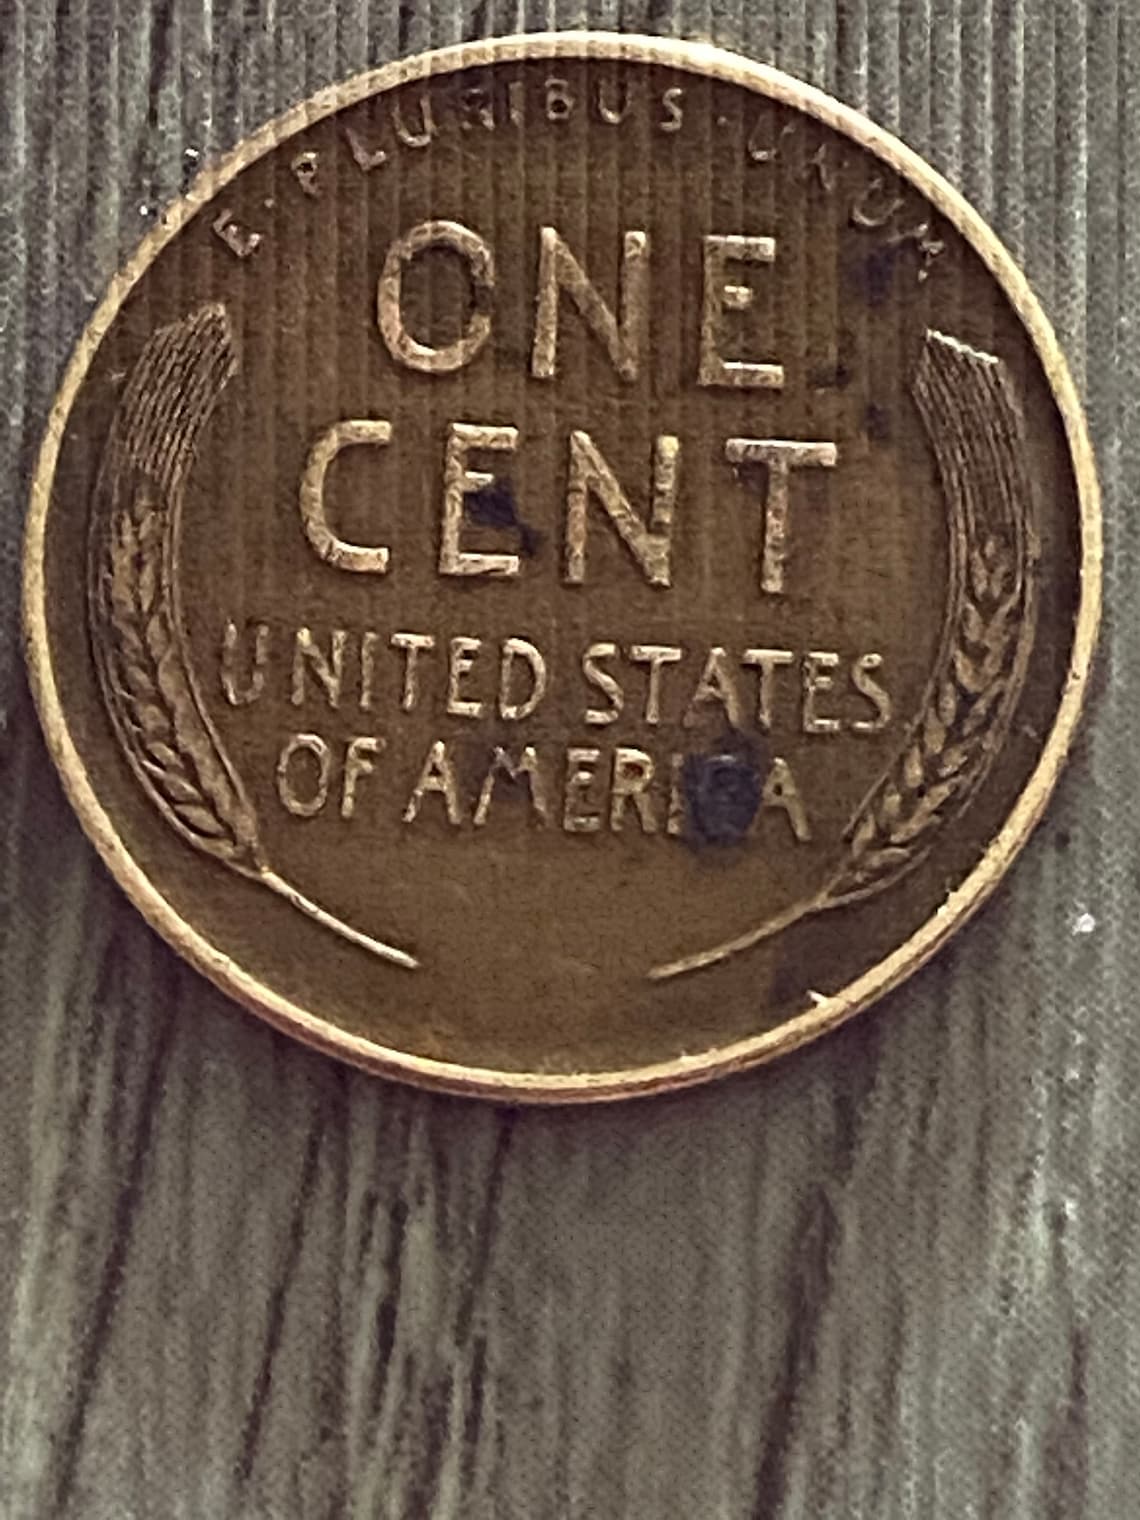 E·PLURIBUS·UNUM
ONE
CENT
UNITED STATES
OF AMERICA